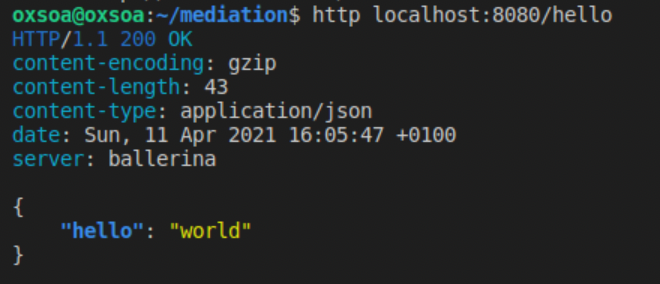 oxsoa@oxsoa:~/mediation$ http localhost:8080/hello
HTTP/1.1 200 OK
content-encoding: gzip
content-length: 43
content-type: application/json
date: Sun, 11 Apr 2021 16:05:47 +0100
server: ballerina

{
    "hello": "world"
}